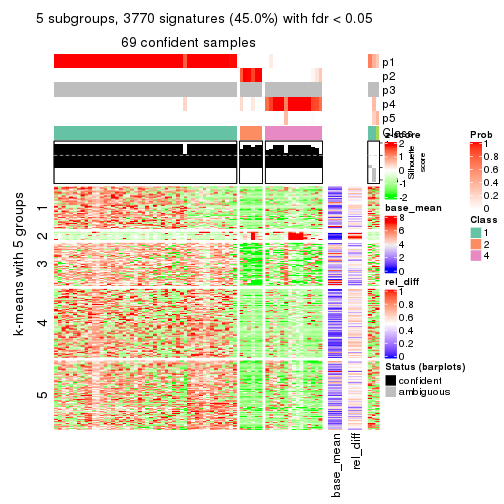 5 subgroups, 3770 signatures (45.0%) with fdr < 0.05
69 confident samples
p1
p2
p3
p4
p5
Class
z-score
2
1
0
-1
-2
Silhouette
score
Prob
1
0.8
0.6
0.4
0.2
0
Class
1
2
4
base_mean
8
6
4
2
0
rel_diff
1
0.8
0.6
0.4
0.2
0
Status (barplots)
confident
ambiguous
k-means with 5 groups
1
2
3
4
5
base_mean
rel_diff